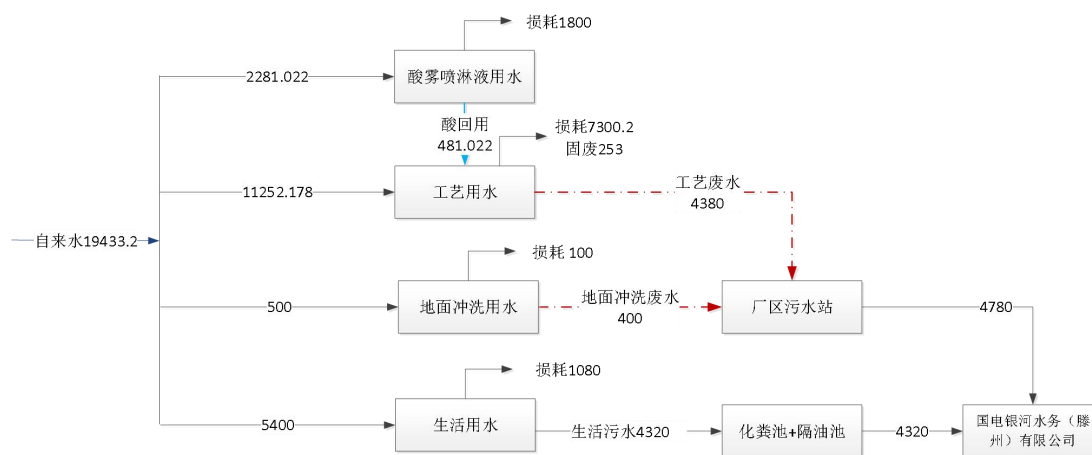 损耗1800
2281.022
酸雾喷淋液用水
酸回用
481.022
损耗7300.2
固废253
11252.178
工艺用水
工艺废水
4380
自来水19433.2
损耗 100
500
地面冲洗用水
地面冲洗废水
400
厂区污水站
4780
损耗1080
5400
生活用水
生活污水4320
化粪池+隔油池
4320
国电银河水务（滕
州）有限公司